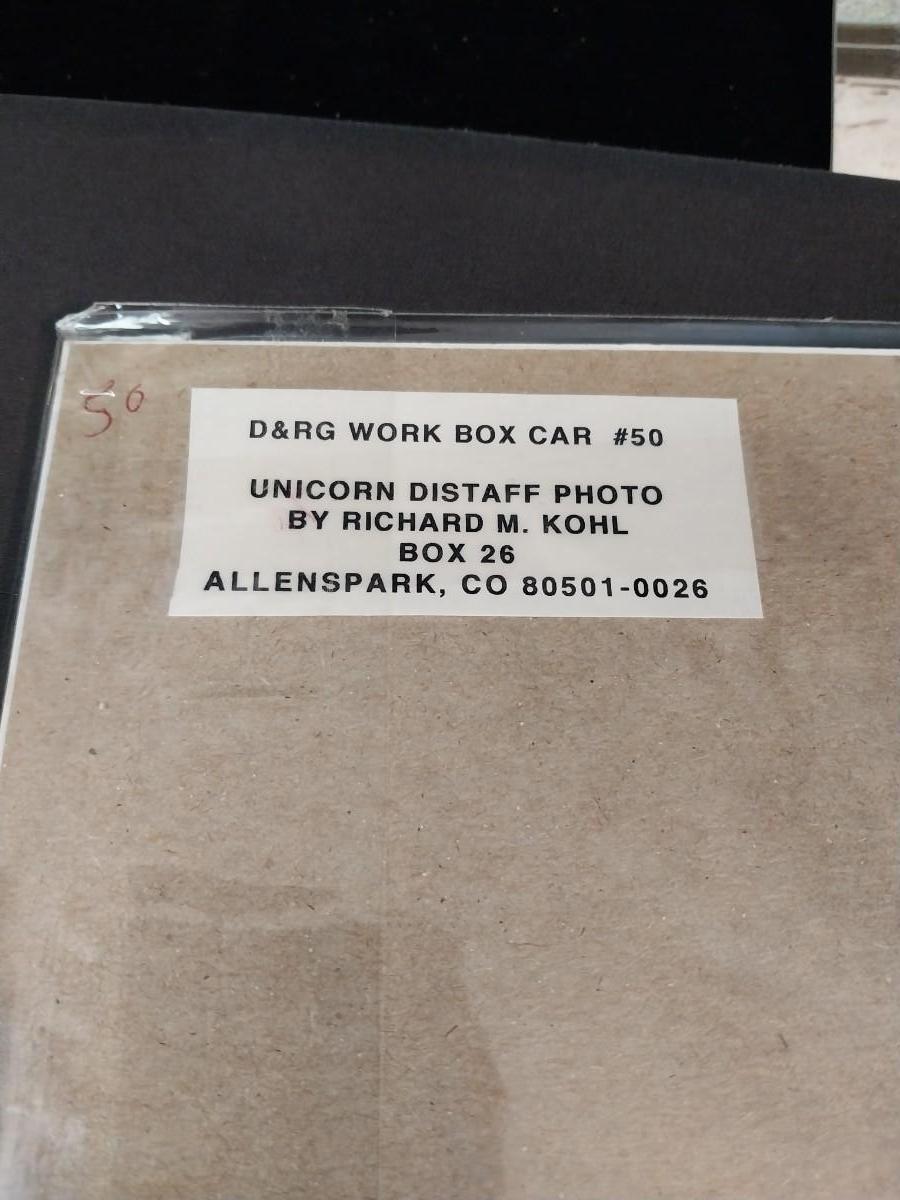 50
D&RG WORK BOX CAR #50
UNICORN DISTAFF PHOTO
BY RICHARD M. KOHL
BOX 26
ALLENSPARK, CO 80501-0026